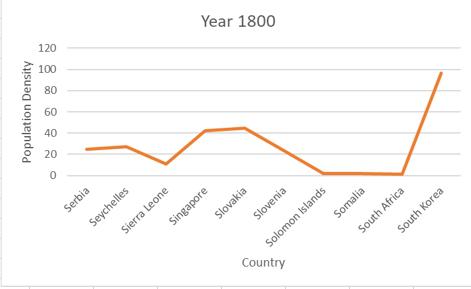 Year 1800
Population Density
120
100
80
60
40
20
0
Serbia
Seychelles
Sierra Leone
Singapore
Slovakia
Slovenia
Solomon Islands
Somalia
South Africa
South Korea
Country